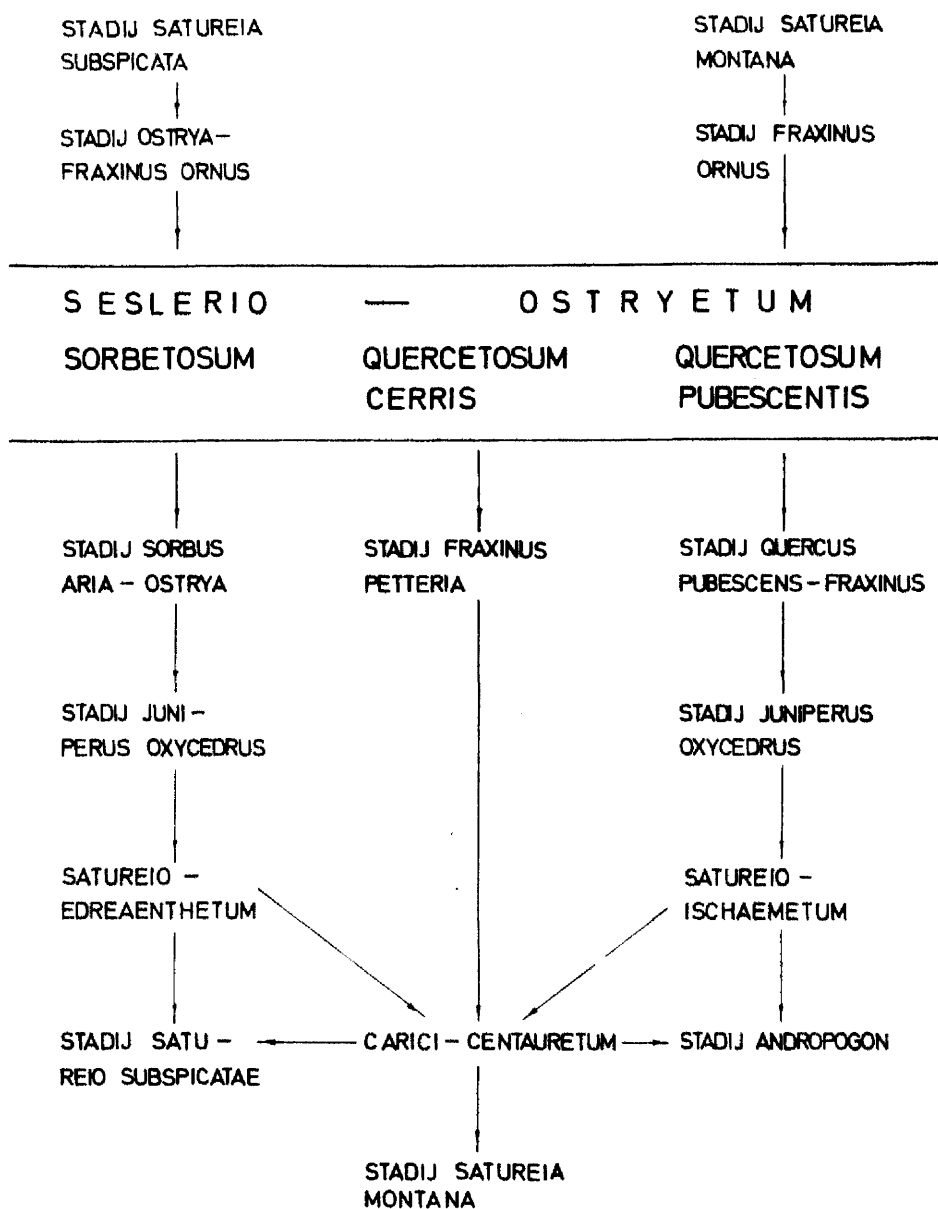 STADIJ SATUREIA
SUBSPICATA
STADIJ SATUREIA
MONTANA
STADIJ OSTRYA–
FRAXINUS ORNUS
STADIJ FRAXINUS
ORNUS
SESLERIO — OSTRYETUM
SORBETOSUM
QUERCETOSUM
CERRIS
QUERCETOSUM
PUBESCENTIS
STADIJ SORBUS
ARIA – OSTRYA
STADIJ FRAXINUS
PETTERIA
STADIJ QUERCUS
PUBESCENS – FRAXINUS
STADIJ JUNI –
PERUS OXYCEDRUS
STADIJ JUNIPERUS
OXYCEDRUS
SATUREIO –
EDREAENTHETUM
SATUREIO –
ISCHAEMETUM
STADIJ SATU –
REIO SUBSPICATAE
CARICI – CENTAURETUM
STADIJ ANDROPOGON
STADIJ SATUREIA
MONTANA